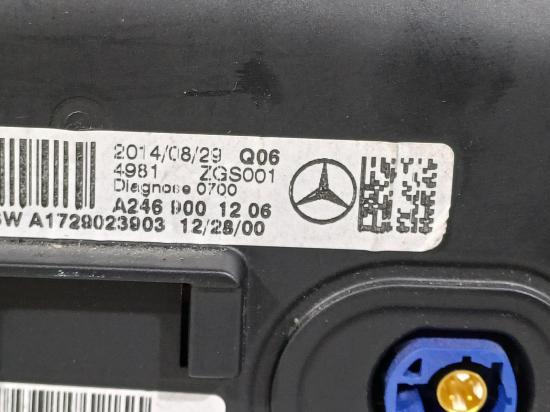 2014/08/29 Q06
4981 ZGS001
Diagnose 0700
A246 900 12 06
SW A1729023903 12/28/00